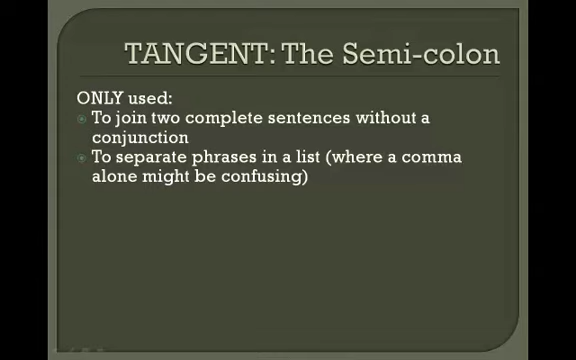 TANGENT: The Semi-colon
ONLY used:
To join two complete sentences without a
conjunction
To separate phrases in a list (where a comma
alone might be confusing)